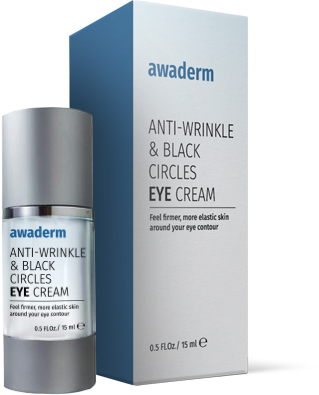 awaderm
ANTI-WRINKLE
& BLACK
CIRCLES
EYE CREAM
Feel firmer, more elastic skin
around your eye contour
0.5 FLOz./ 15 ml ℮
awaderm
ANTI-WRINKLE
& BLACK
CIRCLES
EYE CREAM
Feel firmer, more elastic skin
around your eye contour
0.5 FLOz./ 15 ml ℮